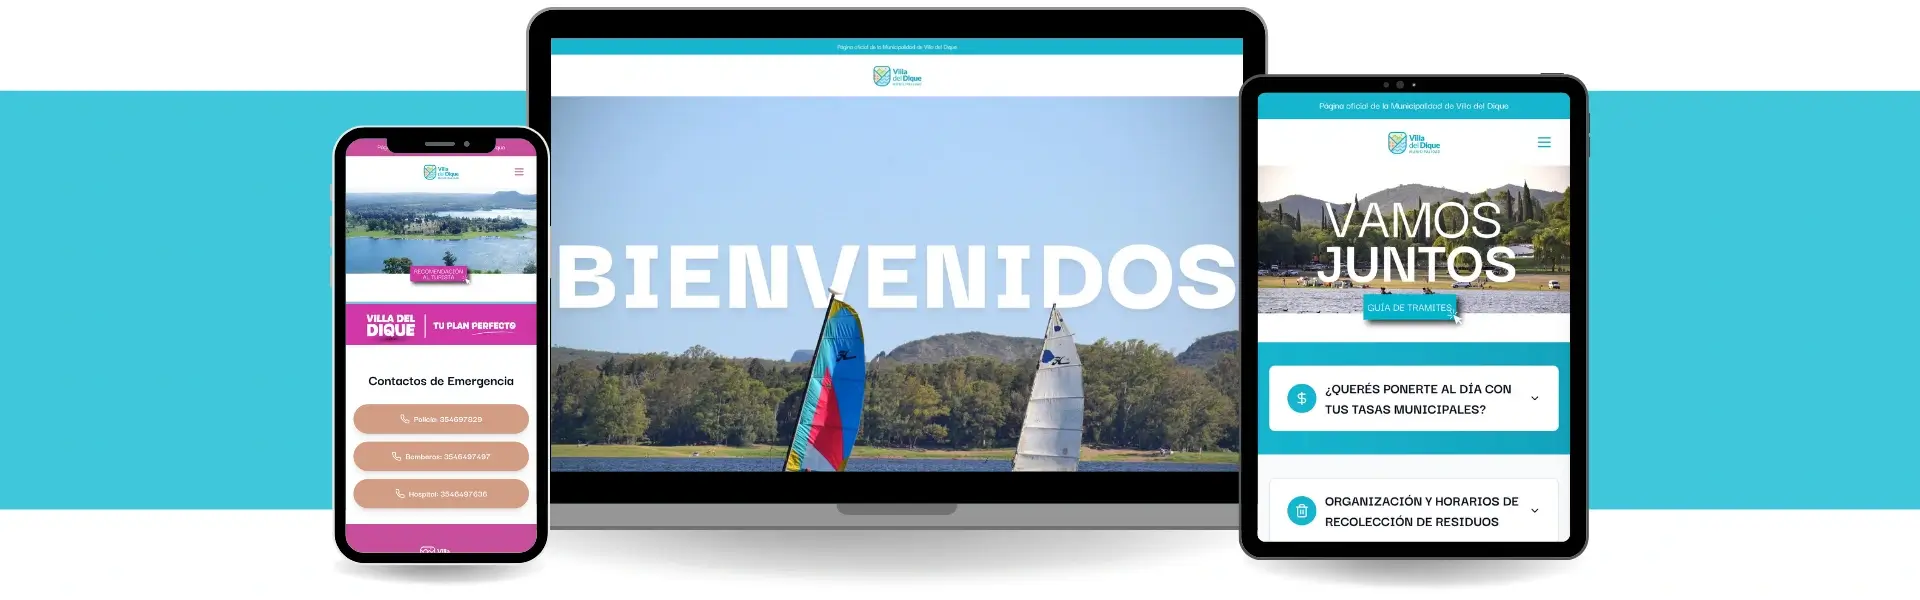 Página oficial de la Municipalidad de Villa del Dique
Villa
del Dique
BIENVENIDOS
Villa
del Dique
RECOMENDACIÓN
AL TURISTA
VILLA DEL
DIQUE
TU PLAN PERFECTO
Contactos de Emergencia
Policía: 354697829
Bomberos: 3546497497
Hospital: 3546497636
Villa
Página oficial de la Municipalidad de Villa del Dique
Villa
del Dique
MUNICIPALIDAD
VAMOS
JUNTOS
GUÍA DE TRAMITES
¿QUERÉS PONERTE AL DÍA CON
TUS TASAS MUNICIPALES?
ORGANIZACIÓN Y HORARIOS DE
RECOLECCIÓN DE RESIDUOS